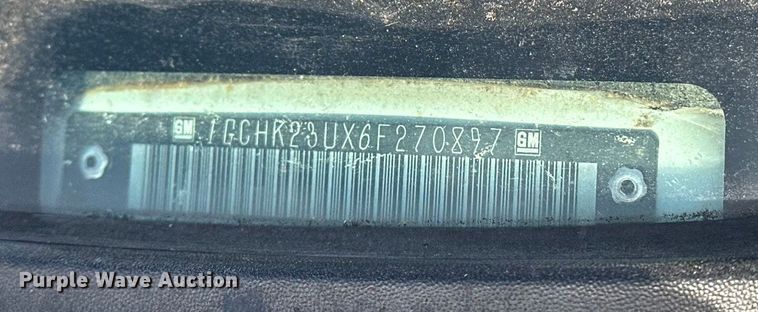 GM 1GCHK23UX6F270897 GM
Purple Wave Auction